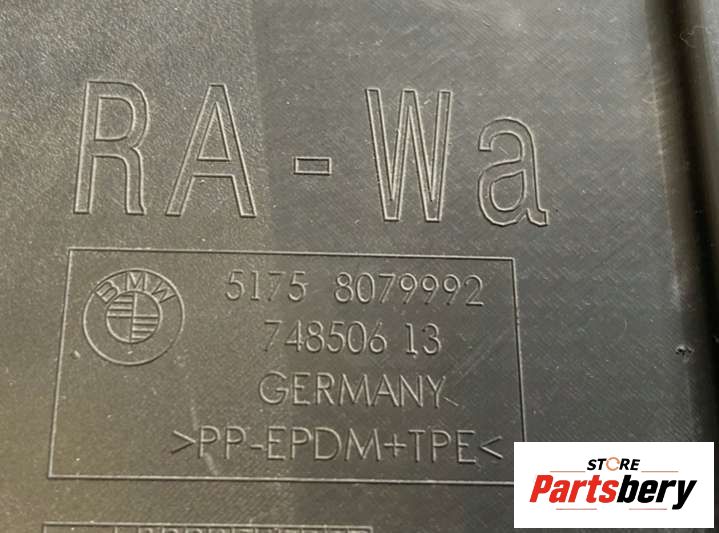 RA-Wa
BMW
5175 8079992
748506 13
GERMANY
>PP-EPDM+TPE<
STORE
Partsbery